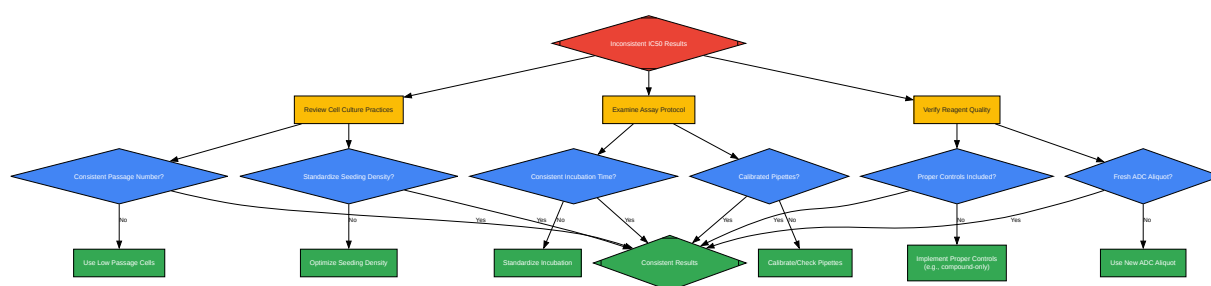 Inconsistent IC50 Results
Review Cell Culture Practices
Examine Assay Protocol
Verify Reagent Quality
Consistent Passage Number?
Standardize Seeding Density?
Consistent Incubation Time?
Calibrated Pipettes?
Proper Controls Included?
Fresh ADC Aliquot?
No
Yes
No
Yes
No
Yes
Yes
No
No
Yes
No
Use Low Passage Cells
Optimize Seeding Density
Standardize Incubation
Consistent Results
Calibrate/Check Pipettes
Implement Proper Controls
(e.g., compound-only)
Use New ADC Aliquot